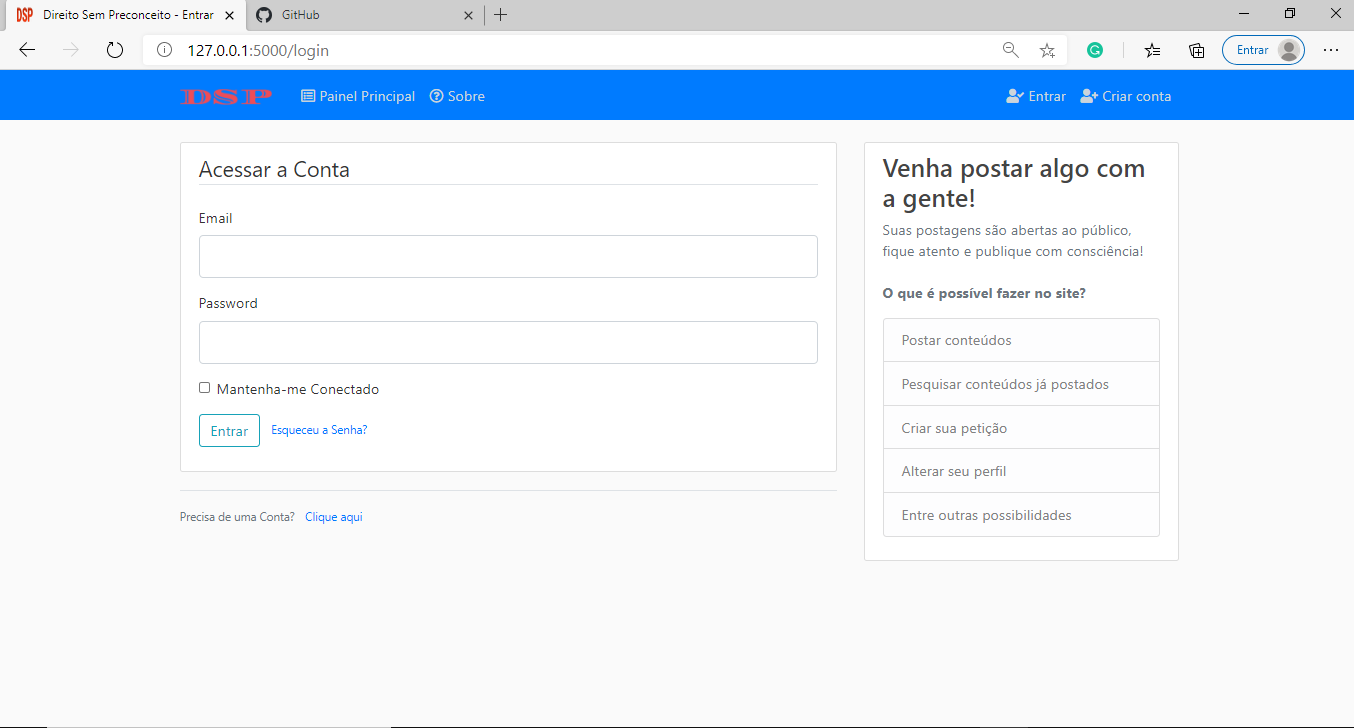 DSP Direito Sem Preconceito - Entrar
GitHub
127.0.0.1:5000/login
Entrar
DSP
Painel Principal
Sobre
Entrar
Criar conta
Acessar a Conta
Email
Password
Mantenha-me Conectado
Entrar
Esqueceu a Senha?
Precisa de uma Conta? Clique aqui
Venha postar algo com
a gente!
Suas postagens são abertas ao público,
fique atento e publique com consciência!
O que é possível fazer no site?
Postar conteúdos
Pesquisar conteúdos já postados
Criar sua petição
Alterar seu perfil
Entre outras possibilidades